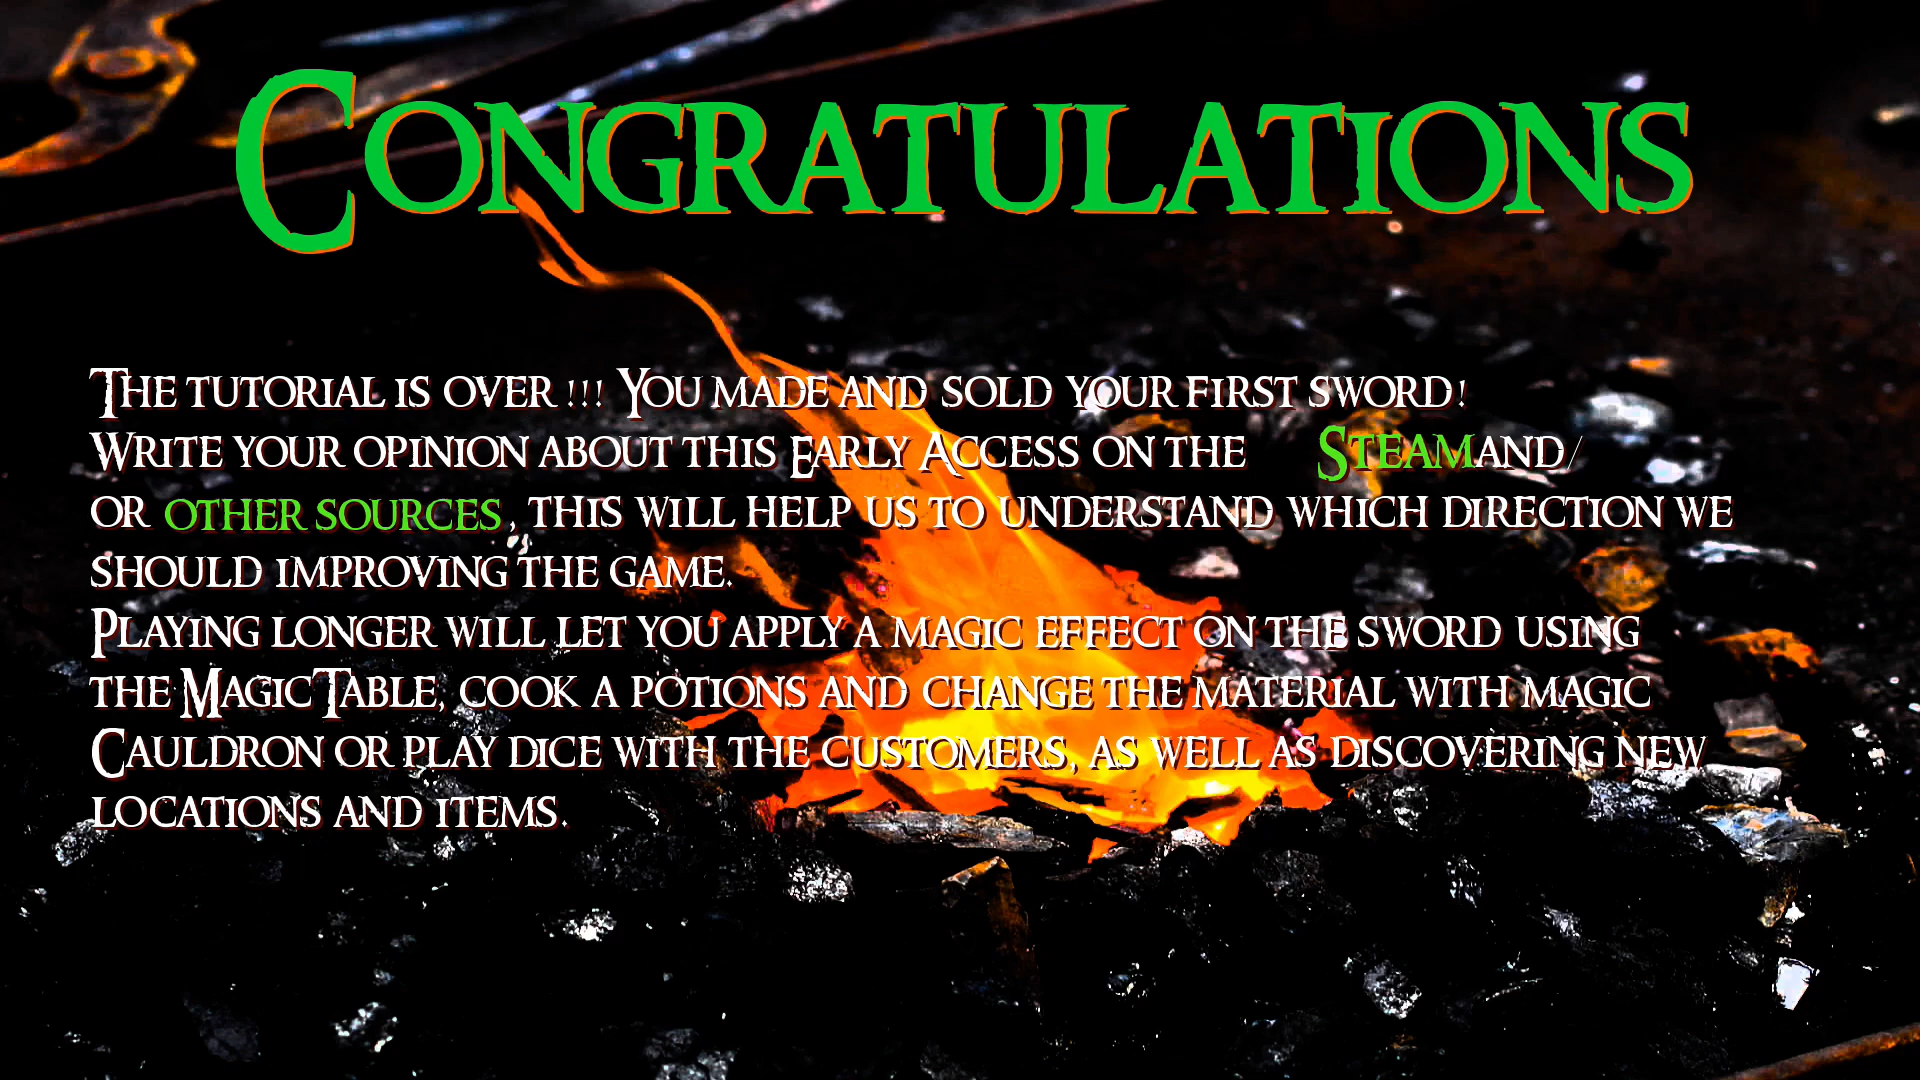 Congratulations
The tutorial is over !!! You made and sold your first sword!
Write your opinion about this Early Access on the Steam and/
or other sources, this will help us to understand which direction we
should improving the game.
Playing longer will let you apply a magic effect on the sword using
the Magic Table, cook a potions and change the material with magic
Cauldron or play dice with the customers, as well as discovering new
locations and items.